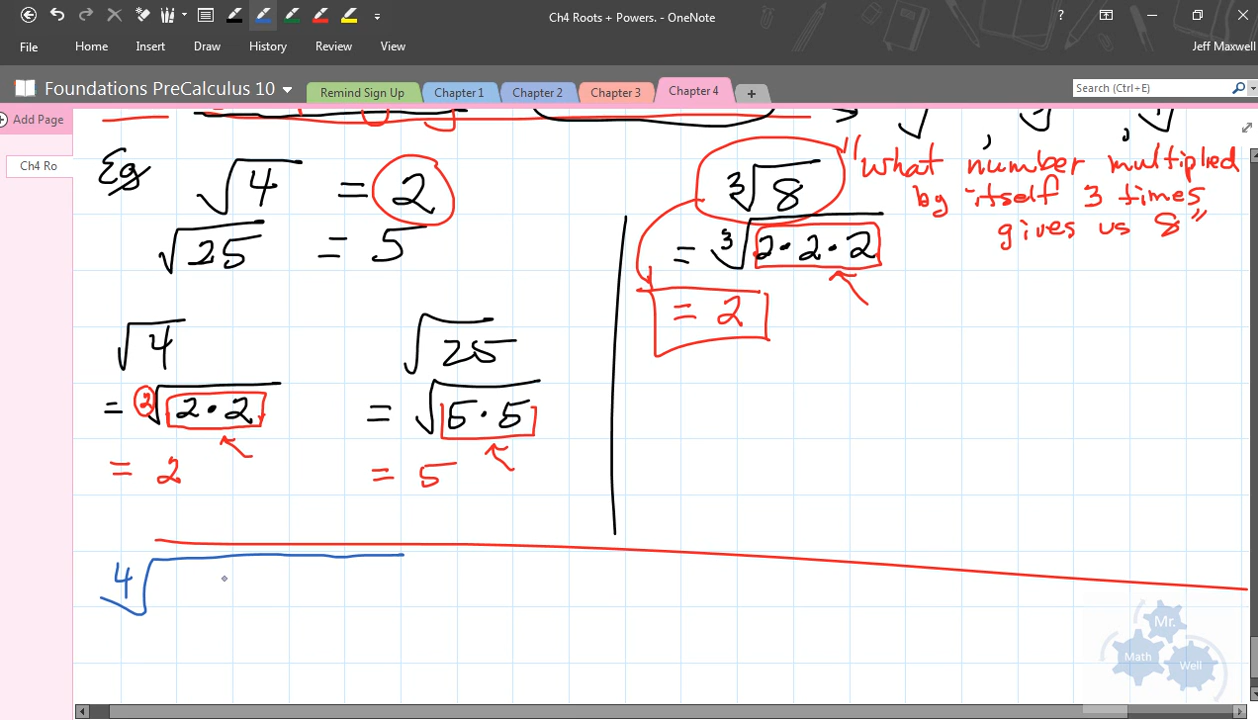 Ch4 Roots + Powers. - OneNote
?
File Home Insert Draw History Review View
Jeff Maxwell
Foundations PreCalculus 10 Remind Sign Up Chapter 1 Chapter 2 Chapter 3 Chapter 4 +
Search (Ctrl+E)
Add Page
Ch4 Ro
Eg √4 = 2
√25 = 5
√4
= ²√2·2
= 2
√25
= √5·5
= 5
³√8
= ³√2·2·2
= 2
"what number multiplied
by itself 3 times
gives us 8"
⁴√
Mr.
Math
Well